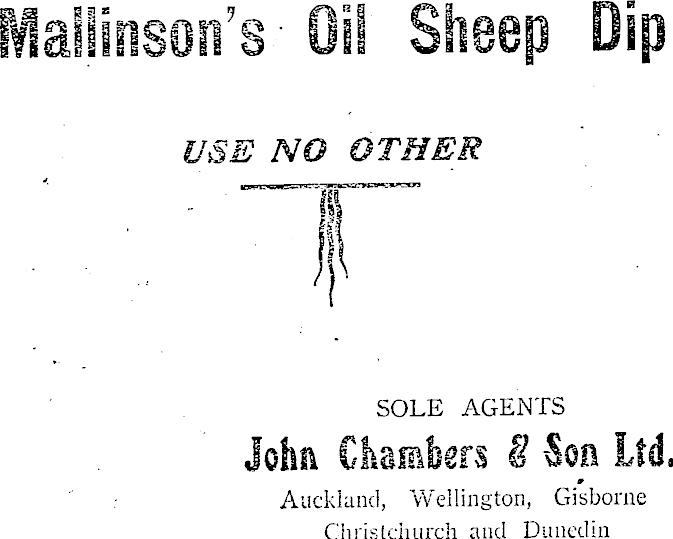 Mallinson's Oil Sheep Dip
USE NO OTHER
SOLE AGENTS
John Chambers & Son Ltd.
Auckland, Wellington, Gisborne
Christchurch and Dunedin